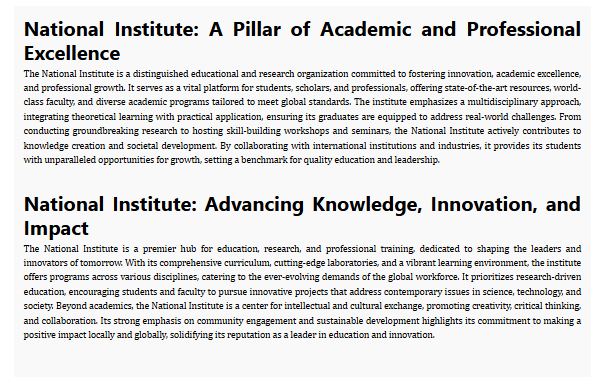 National Institute: A Pillar of Academic and Professional
Excellence
The National Institute is a distinguished educational and research organization committed to fostering innovation, academic excellence,
and professional growth. It serves as a vital platform for students, scholars, and professionals, offering state-of-the-art resources, world-
class faculty, and diverse academic programs tailored to meet global standards. The institute emphasizes a multidisciplinary approach,
integrating theoretical learning with practical application, ensuring its graduates are equipped to address real-world challenges. From
conducting groundbreaking research to hosting skill-building workshops and seminars, the National Institute actively contributes to
knowledge creation and societal development. By collaborating with international institutions and industries, it provides its students
with unparalleled opportunities for growth, setting a benchmark for quality education and leadership.
National Institute: Advancing Knowledge, Innovation, and
Impact
The National Institute is a premier hub for education, research, and professional training, dedicated to shaping the leaders and
innovators of tomorrow. With its comprehensive curriculum, cutting-edge laboratories, and a vibrant learning environment, the institute
offers programs across various disciplines, catering to the ever-evolving demands of the global workforce. It prioritizes research-driven
education, encouraging students and faculty to pursue innovative projects that address contemporary issues in science, technology, and
society. Beyond academics, the National Institute is a center for intellectual and cultural exchange, promoting creativity, critical thinking,
and collaboration. Its strong emphasis on community engagement and sustainable development highlights its commitment to making a
positive impact locally and globally, solidifying its reputation as a leader in education and innovation.